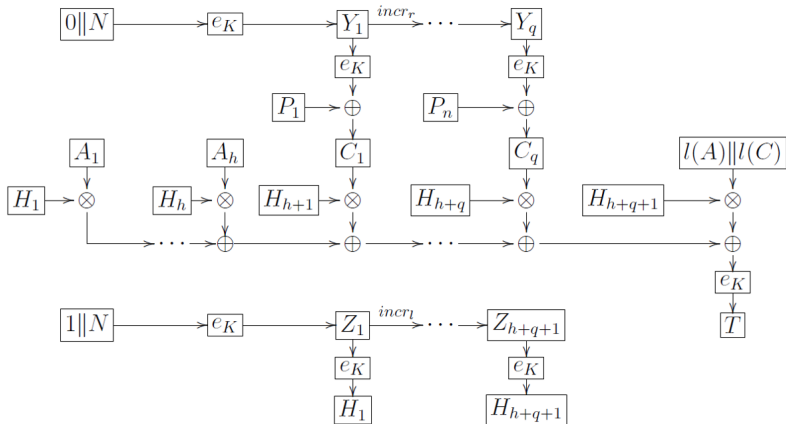 0||N e_K Y_1 incr_r ··· Y_q
e_K e_K
P_1 ⊕ P_n ⊕
A_1 A_h C_1 C_q l(A)||l(C)
H_1 ⊗ H_h ⊗ H_{h+1} ⊗ H_{h+q} ⊗ H_{h+q+1} ⊗
··· ⊕ ⊕ ··· ⊕ ⊕
e_K
1||N e_K Z_1 incr_l ··· Z_{h+q+1} T
e_K e_K
H_1 H_{h+q+1}